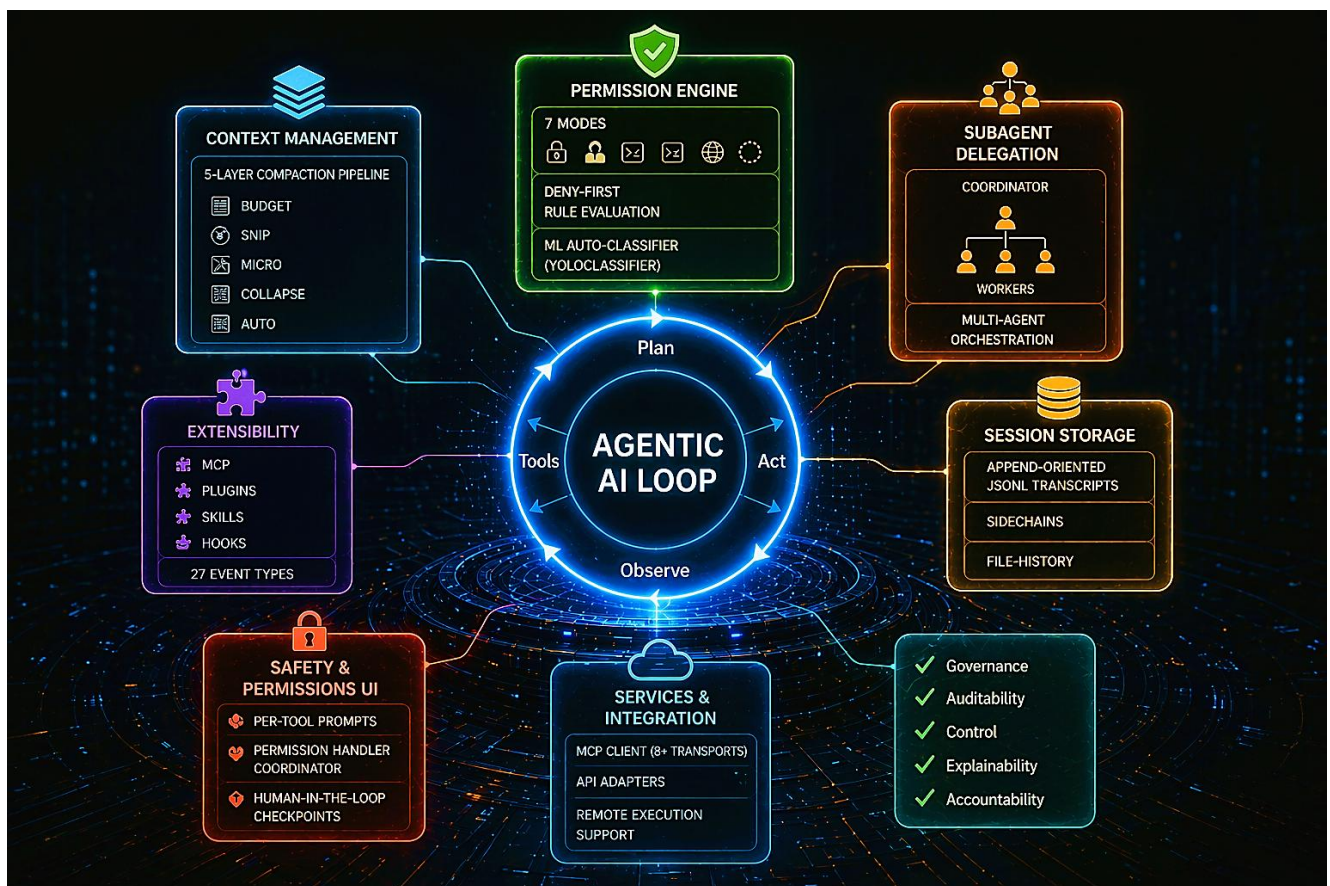 CONTEXT MANAGEMENT
5-LAYER COMPACTION PIPELINE
BUDGET
SNIP
MICRO
COLLAPSE
AUTO
PERMISSION ENGINE
7 MODES
DENY-FIRST
RULE EVALUATION
ML AUTO-CLASSIFIER
(YOLOCLASSIFIER)
SUBAGENT
DELEGATION
COORDINATOR
WORKERS
MULTI-AGENT
ORCHESTRATION
EXTENSIBILITY
MCP
PLUGINS
SKILLS
HOOKS
27 EVENT TYPES
Plan
Tools
AGENTIC
AI LOOP
Act
Observe
SESSION STORAGE
APPEND-ORIENTED
JSONL TRANSCRIPTS
SIDECHAINS
FILE-HISTORY
SAFETY &
PERMISSIONS UI
PER-TOOL PROMPTS
PERMISSION HANDLER
COORDINATOR
HUMAN-IN-THE-LOOP
CHECKPOINTS
SERVICES &
INTEGRATION
MCP CLIENT (8+ TRANSPORTS)
API ADAPTERS
REMOTE EXECUTION
SUPPORT
Governance
Auditability
Control
Explainability
Accountability